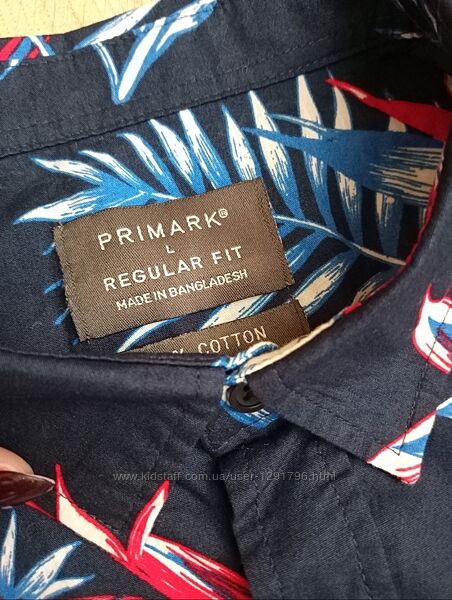 PRIMARK®
L
REGULAR FIT
MADE IN BANGLADESH
% COTTON
www.kidstaff.com.ua/user-1291796.html